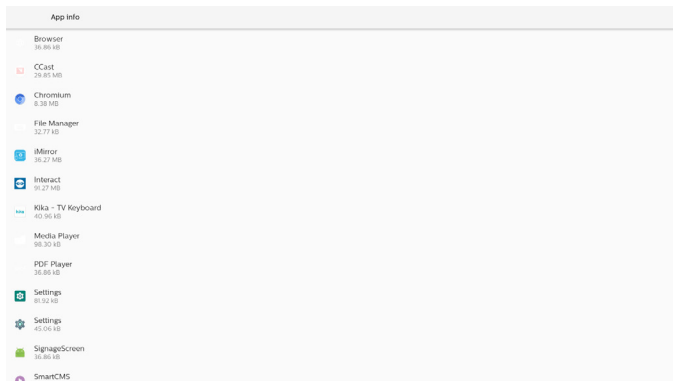 App info
Browser
36.86 kB
CCast
29.85 MB
Chromium
8.38 MB
File Manager
32.77 kB
iMirror
36.27 MB
Interact
91.27 MB
kika
Kika - TV Keyboard
40.96 kB
Media Player
98.30 kB
PDF Player
36.86 kB
Settings
81.92 kB
Settings
45.06 kB
SignageScreen
36.86 kB
SmartCMS